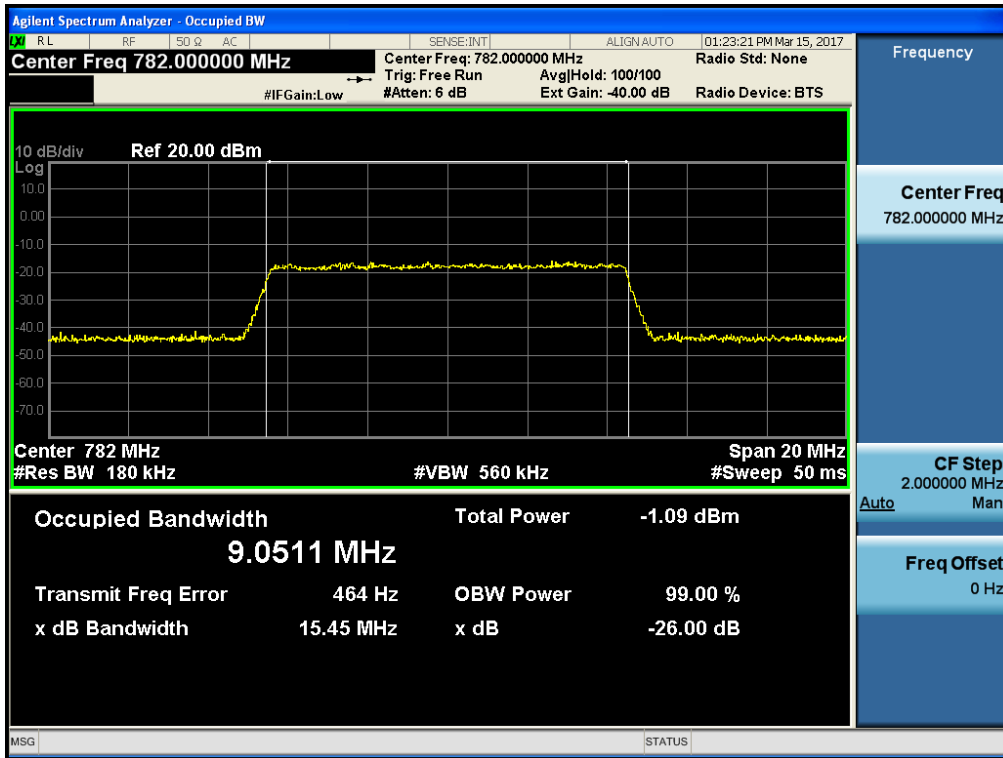 Agilent Spectrum Analyzer - Occupied BW
LXI RL RF 50 Ω AC SENSE:INT ALIGN AUTO 01:23:21 PM Mar 15, 2017
Center Freq 782.000000 MHz
Center Freq: 782.000000 MHz Radio Std: None
Trig: Free Run Avg|Hold: 100/100
#IFGain:Low #Atten: 6 dB Ext Gain: -40.00 dB Radio Device: BTS
10 dB/div Ref 20.00 dBm
Log
10.0
0.00
-10.0
-20.0
-30.0
-40.0
-50.0
-60.0
-70.0
Center 782 MHz Span 20 MHz
#Res BW 180 kHz #VBW 560 kHz #Sweep 50 ms
Occupied Bandwidth Total Power -1.09 dBm
9.0511 MHz
Transmit Freq Error 464 Hz OBW Power 99.00 %
x dB Bandwidth 15.45 MHz x dB -26.00 dB
MSG STATUS
Frequency
Center Freq
782.000000 MHz
CF Step
2.000000 MHz
Auto Man
Freq Offset
0 Hz